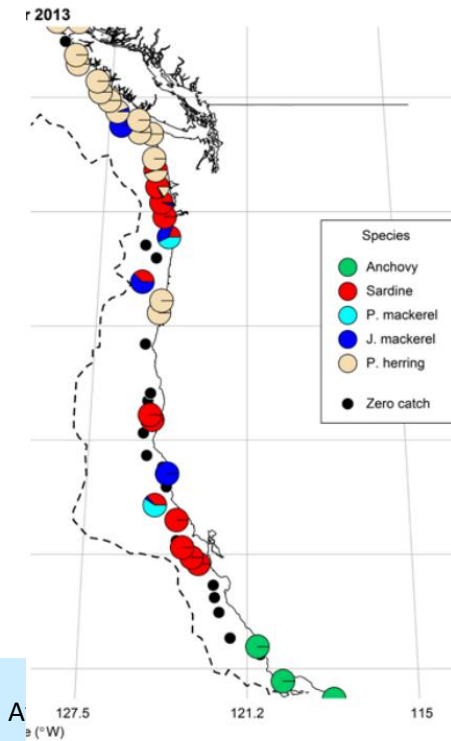 r 2013
Species
Anchovy
Sardine
P. mackerel
J. mackerel
P. herring
Zero catch
127.5
121.2
115
e (°W)